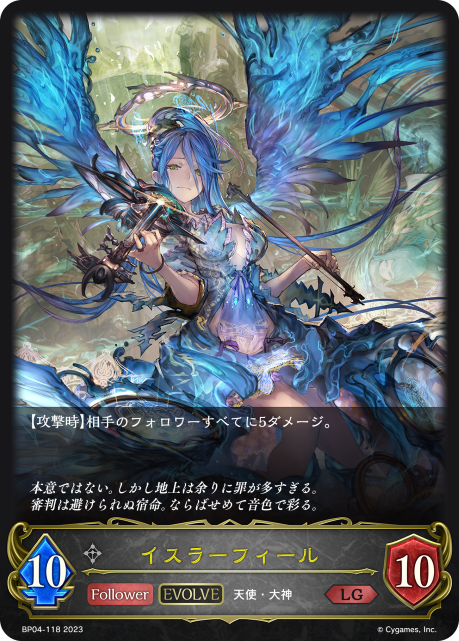 【攻撃時】相手のフォロワーすべてに5ダメージ。
本意ではない。しかし地上は余りに罪が多すぎる。
審判は避けられぬ宿命。ならばせめて音色で彩る。
イスラーフィール
10
Follower EVOLVE 天使・大神 LG
10
BP04-118 2023 © Cygames, Inc.